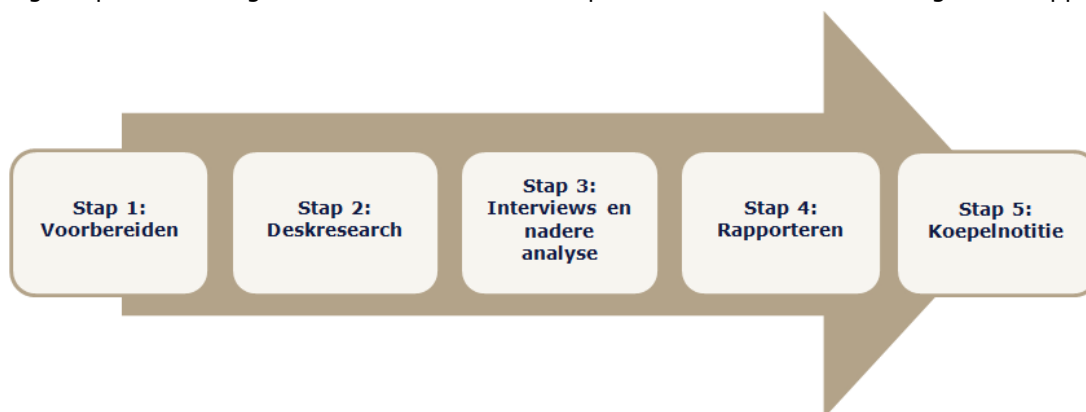 Stap 1:
Voorbereiden
Stap 2:
Deskresearch
Stap 3:
Interviews en
nadere
analyse
Stap 4:
Rapporteren
Stap 5:
Koepelnotitie